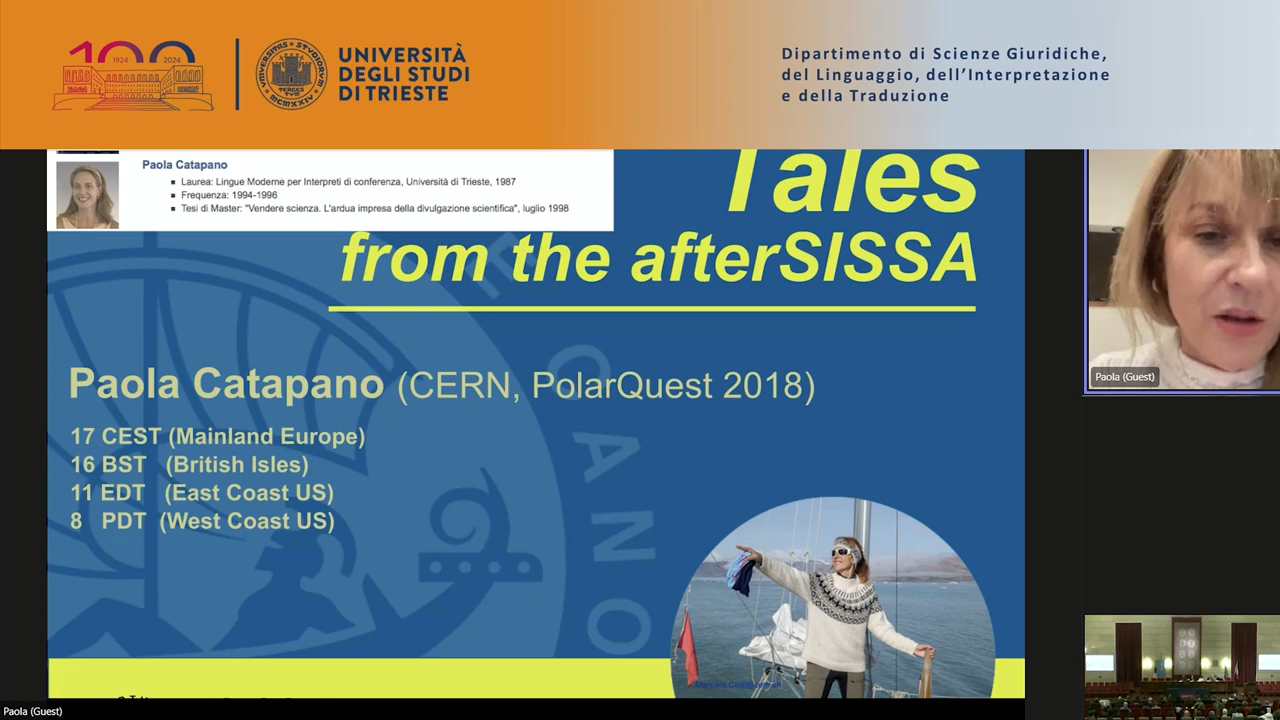 100
1924 2024
UNIVERSITÀ
DEGLI STUDI
DI TRIESTE
Dipartimento di Scienze Giuridiche,
del Linguaggio, dell'Interpretazione
e della Traduzione
Paola Catapano
▪ Laurea: Lingue Moderne per Interpreti di conferenza, Università di Trieste, 1987
▪ Frequenza: 1994-1996
▪ Tesi di Master: "Vendere scienza. L'ardua impresa della divulgazione scientifica", luglio 1998
Tales
from the afterSISSA
Paola Catapano (CERN, PolarQuest 2018)
17 CEST (Mainland Europe)
16 BST (British Isles)
11 EDT (East Coast US)
8 PDT (West Coast US)
Paola (Guest)
Paola (Guest)